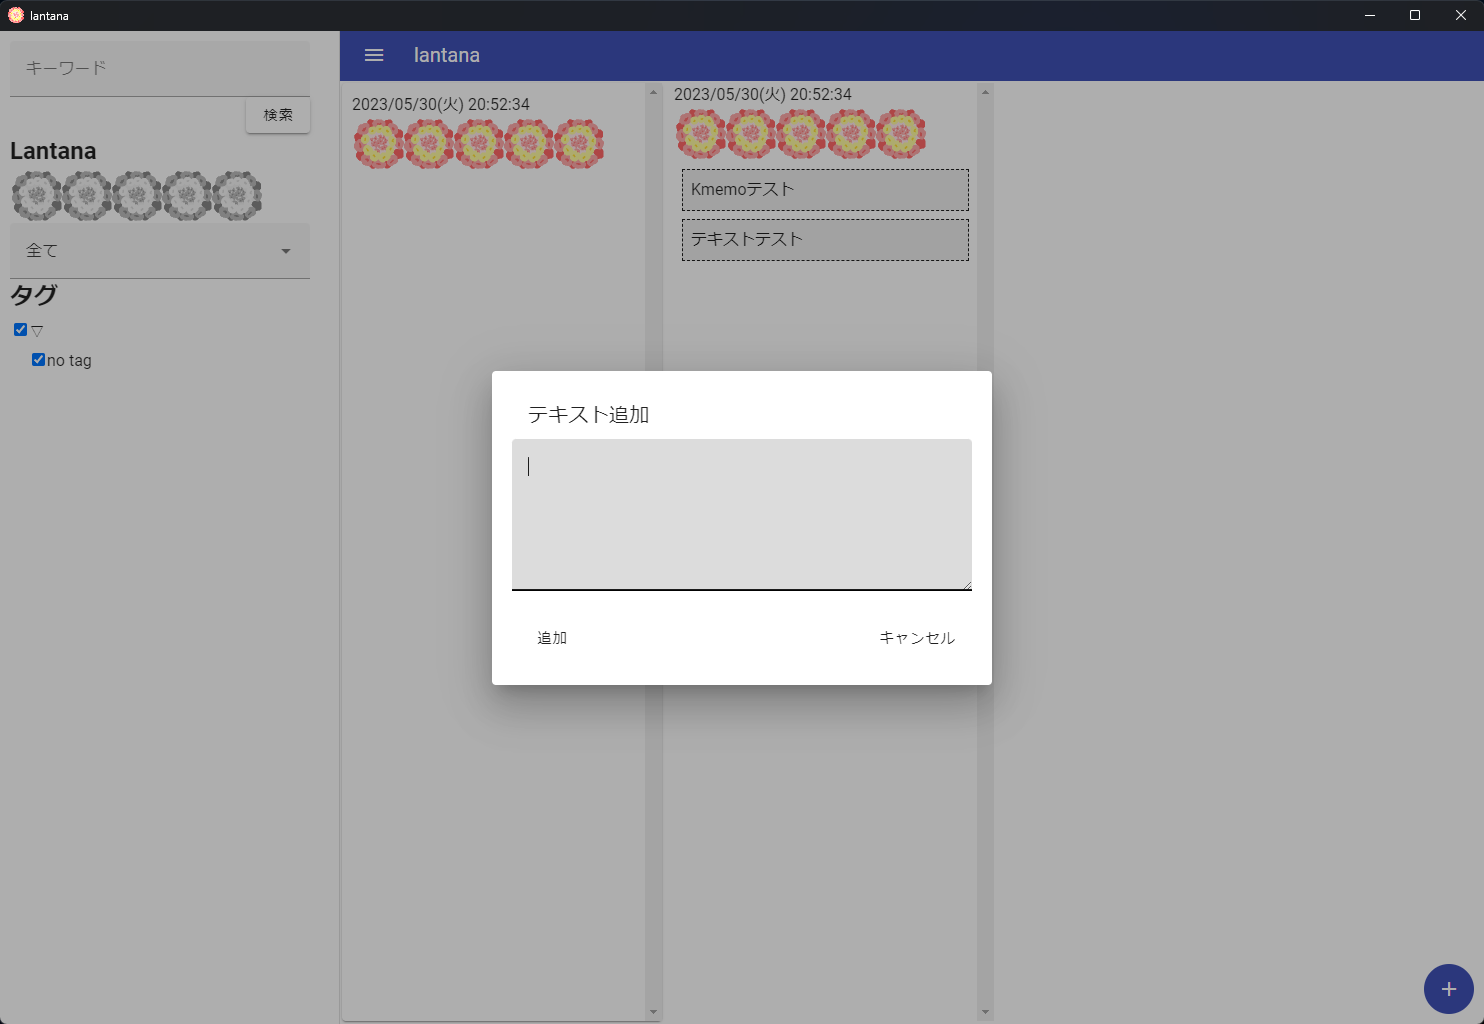 lantana
キーワード
検索
Lantana
全て
タグ
▽
no tag
lantana
2023/05/30(火) 20:52:34
2023/05/30(火) 20:52:34
Kmemoテスト
テキストテスト
テキスト追加
追加
キャンセル
+